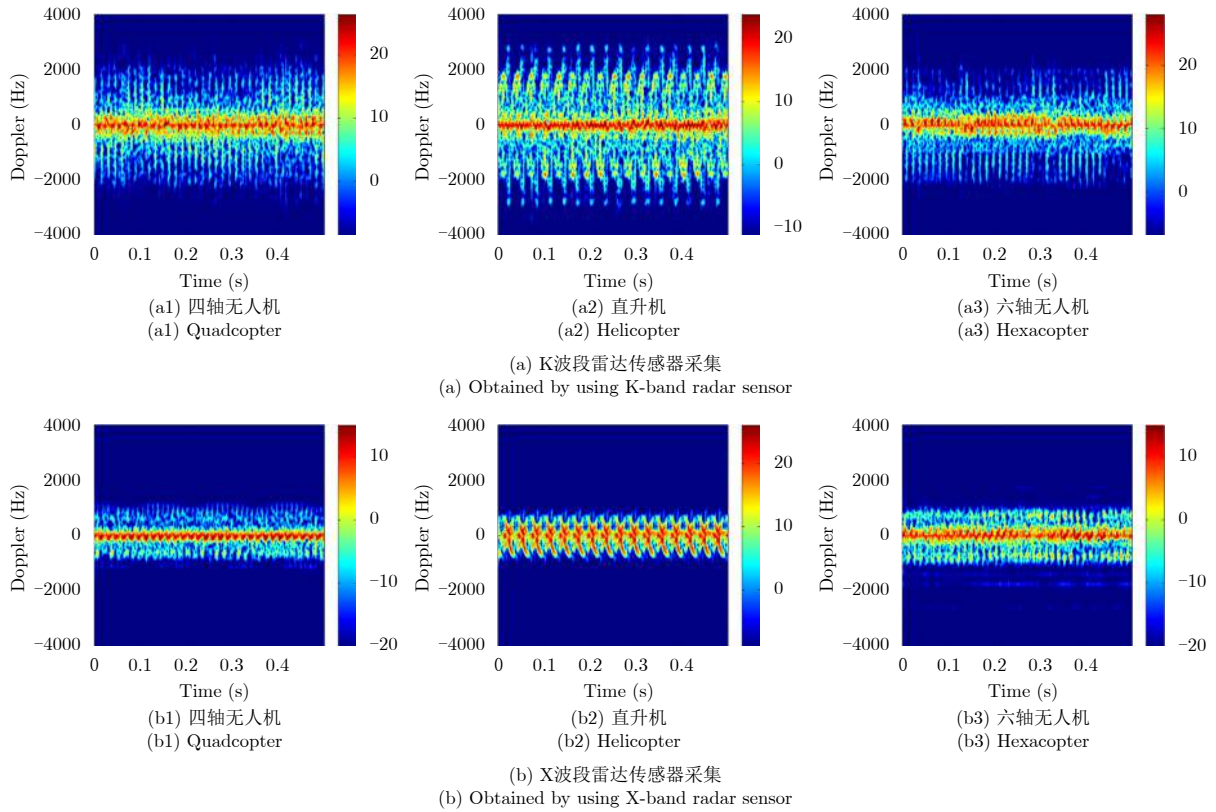 4000
2000
0
−2000
−4000
Doppler (Hz)
0 0.1 0.2 0.3 0.4
Time (s)
20
10
0
(a1) 四轴无人机
(a1) Quadcopter
4000
2000
0
−2000
−4000
Doppler (Hz)
0 0.1 0.2 0.3 0.4
Time (s)
20
10
0
−10
(a2) 直升机
(a2) Helicopter
4000
2000
0
−2000
−4000
Doppler (Hz)
0 0.1 0.2 0.3 0.4
Time (s)
20
10
0
(a3) 六轴无人机
(a3) Hexacopter
(a) K波段雷达传感器采集
(a) Obtained by using K-band radar sensor
4000
2000
0
−2000
−4000
Doppler (Hz)
0 0.1 0.2 0.3 0.4
Time (s)
10
0
−10
−20
(b1) 四轴无人机
(b1) Quadcopter
4000
2000
0
−2000
−4000
Doppler (Hz)
0 0.1 0.2 0.3 0.4
Time (s)
20
10
0
(b2) 直升机
(b2) Helicopter
4000
2000
0
−2000
−4000
Doppler (Hz)
0 0.1 0.2 0.3 0.4
Time (s)
10
0
−10
−20
(b3) 六轴无人机
(b3) Hexacopter
(b) X波段雷达传感器采集
(b) Obtained by using X-band radar sensor